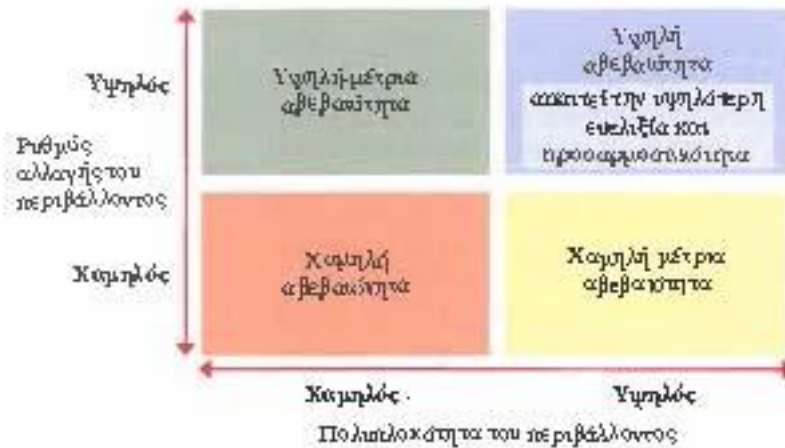 Υψηλός
Υψηλή-μέτρια
αβεβαιότητα
Υψηλή
αβεβαιότητα
απαιτεί την υψηλότερη
ευελιξία και
προσαρμοστικότητα
Ρυθμός
αλλαγής του
περιβάλλοντος
Χαμηλός
Χαμηλή
αβεβαιότητα
Χαμηλή μέτρια
αβεβαιότητα
Χαμηλός
Υψηλός
Πολυπλοκότητα του περιβάλλοντος